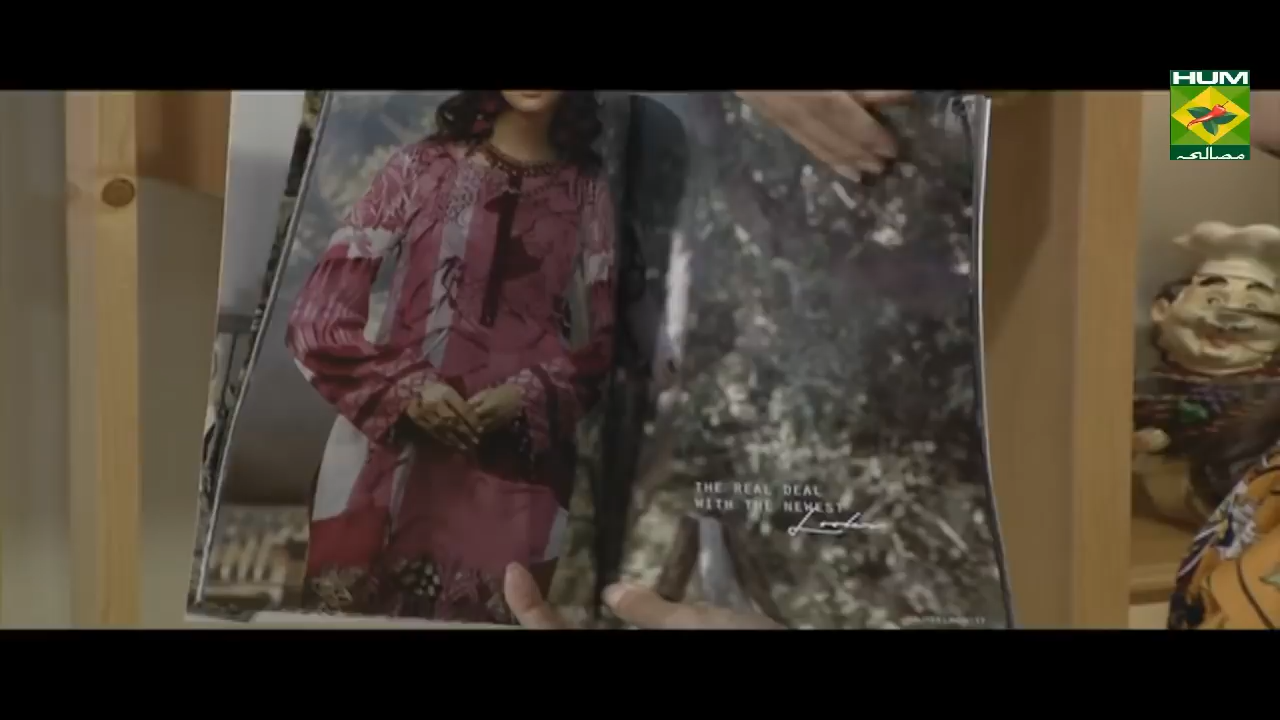 HUM
مصالحہ
THE REAL DEAL
WITH THE NEWEST